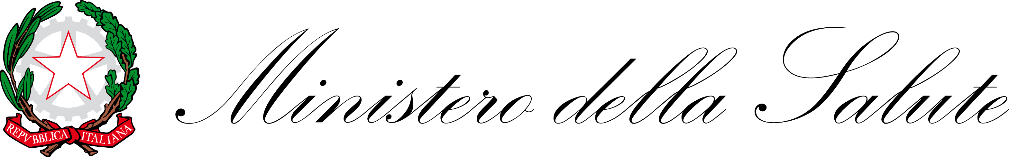 Ministero della Salute
REPVBBLICA ITALIANA